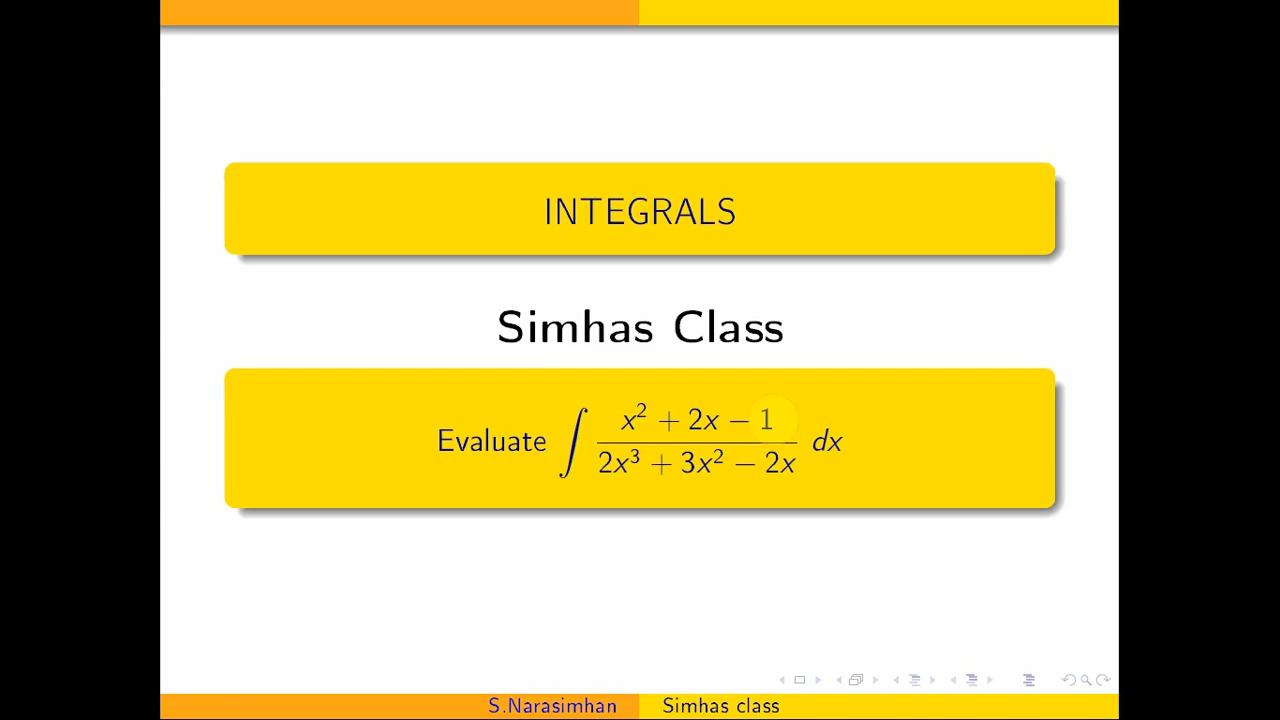 INTEGRALS
Simhas Class
Evaluate ∫ (x² + 2x − 1)/(2x³ + 3x² − 2x) dx
S.Narasimhan Simhas class